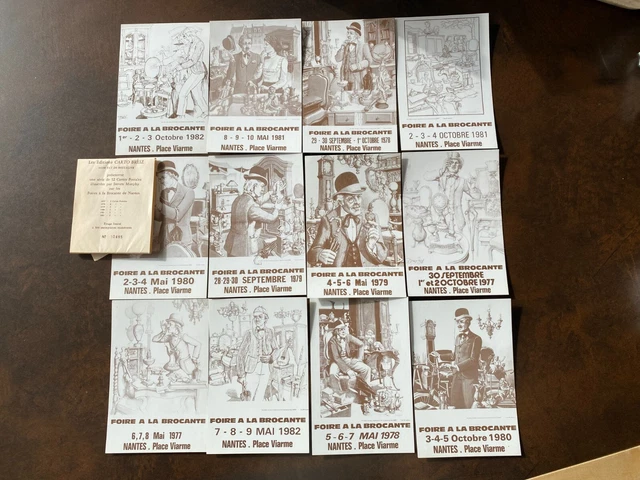 FOIRE A LA BROCANTE
1er - 2 - 3 Octobre 1982
NANTES. Place Viarme
FOIRE A LA BROCANTE
8 - 9 - 10 MAI 1981
NANTES. Place Viarme
FOIRE A LA BROCANTE
29 - 30 SEPTEMBRE - 1er OCTOBRE 1978
NANTES. Place Viarme
FOIRE A LA BROCANTE
2 - 3 - 4 OCTOBRE 1981
NANTES. Place Viarme
FOIRE A LA BROCANTE
2-3-4 Mai 1980
NANTES. Place Viarme
FOIRE A LA BROCANTE
28-29-30 SEPTEMBRE 1979
NANTES. Place Viarme
FOIRE A LA BROCANTE
4-5-6 Mai 1979
NANTES. Place Viarme
FOIRE A LA BROCANTE
30 SEPTEMBRE
1er et 2 OCTOBRE 1977
NANTES. Place Viarme
FOIRE A LA BROCANTE
6,7,8 Mai 1977
NANTES. Place Viarme
FOIRE A LA BROCANTE
7 - 8 - 9 MAI 1982
NANTES. Place Viarme
FOIRE A LA BROCANTE
5-6-7 MAI 1978
NANTES. Place Viarme
FOIRE A LA BROCANTE
3-4-5 Octobre 1980
NANTES. Place Viarme